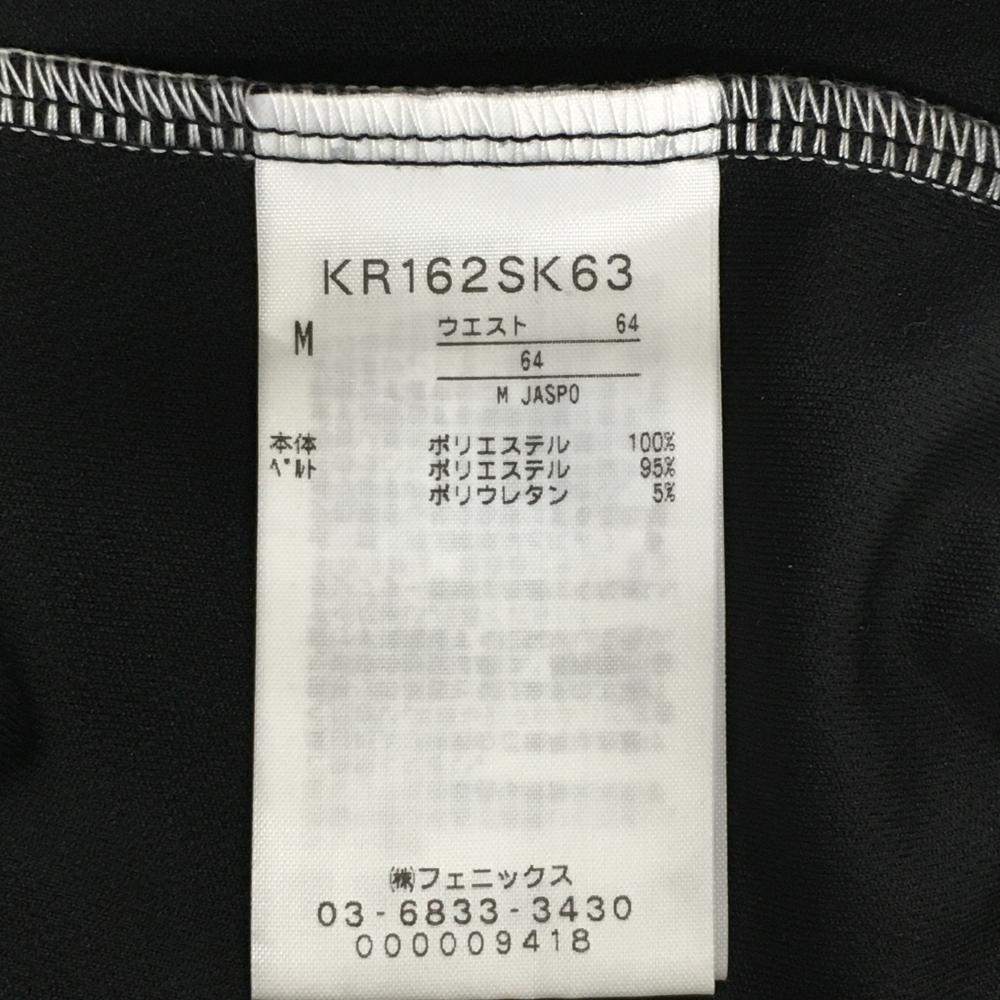 KR162SK63
M ウエスト 64
64
M JASPO
本体 ポリエステル 100%
ﾍﾞﾙﾄ ポリエステル 95%
ポリウレタン 5%
㈱フェニックス
03-6833-3430
000009418